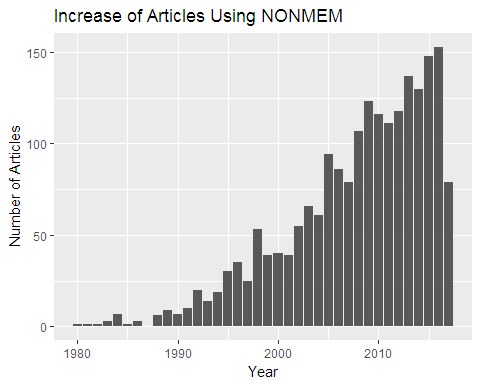 Increase of Articles Using NONMEM
150
100
50
0
Number of Articles
1980 1990 2000 2010
Year